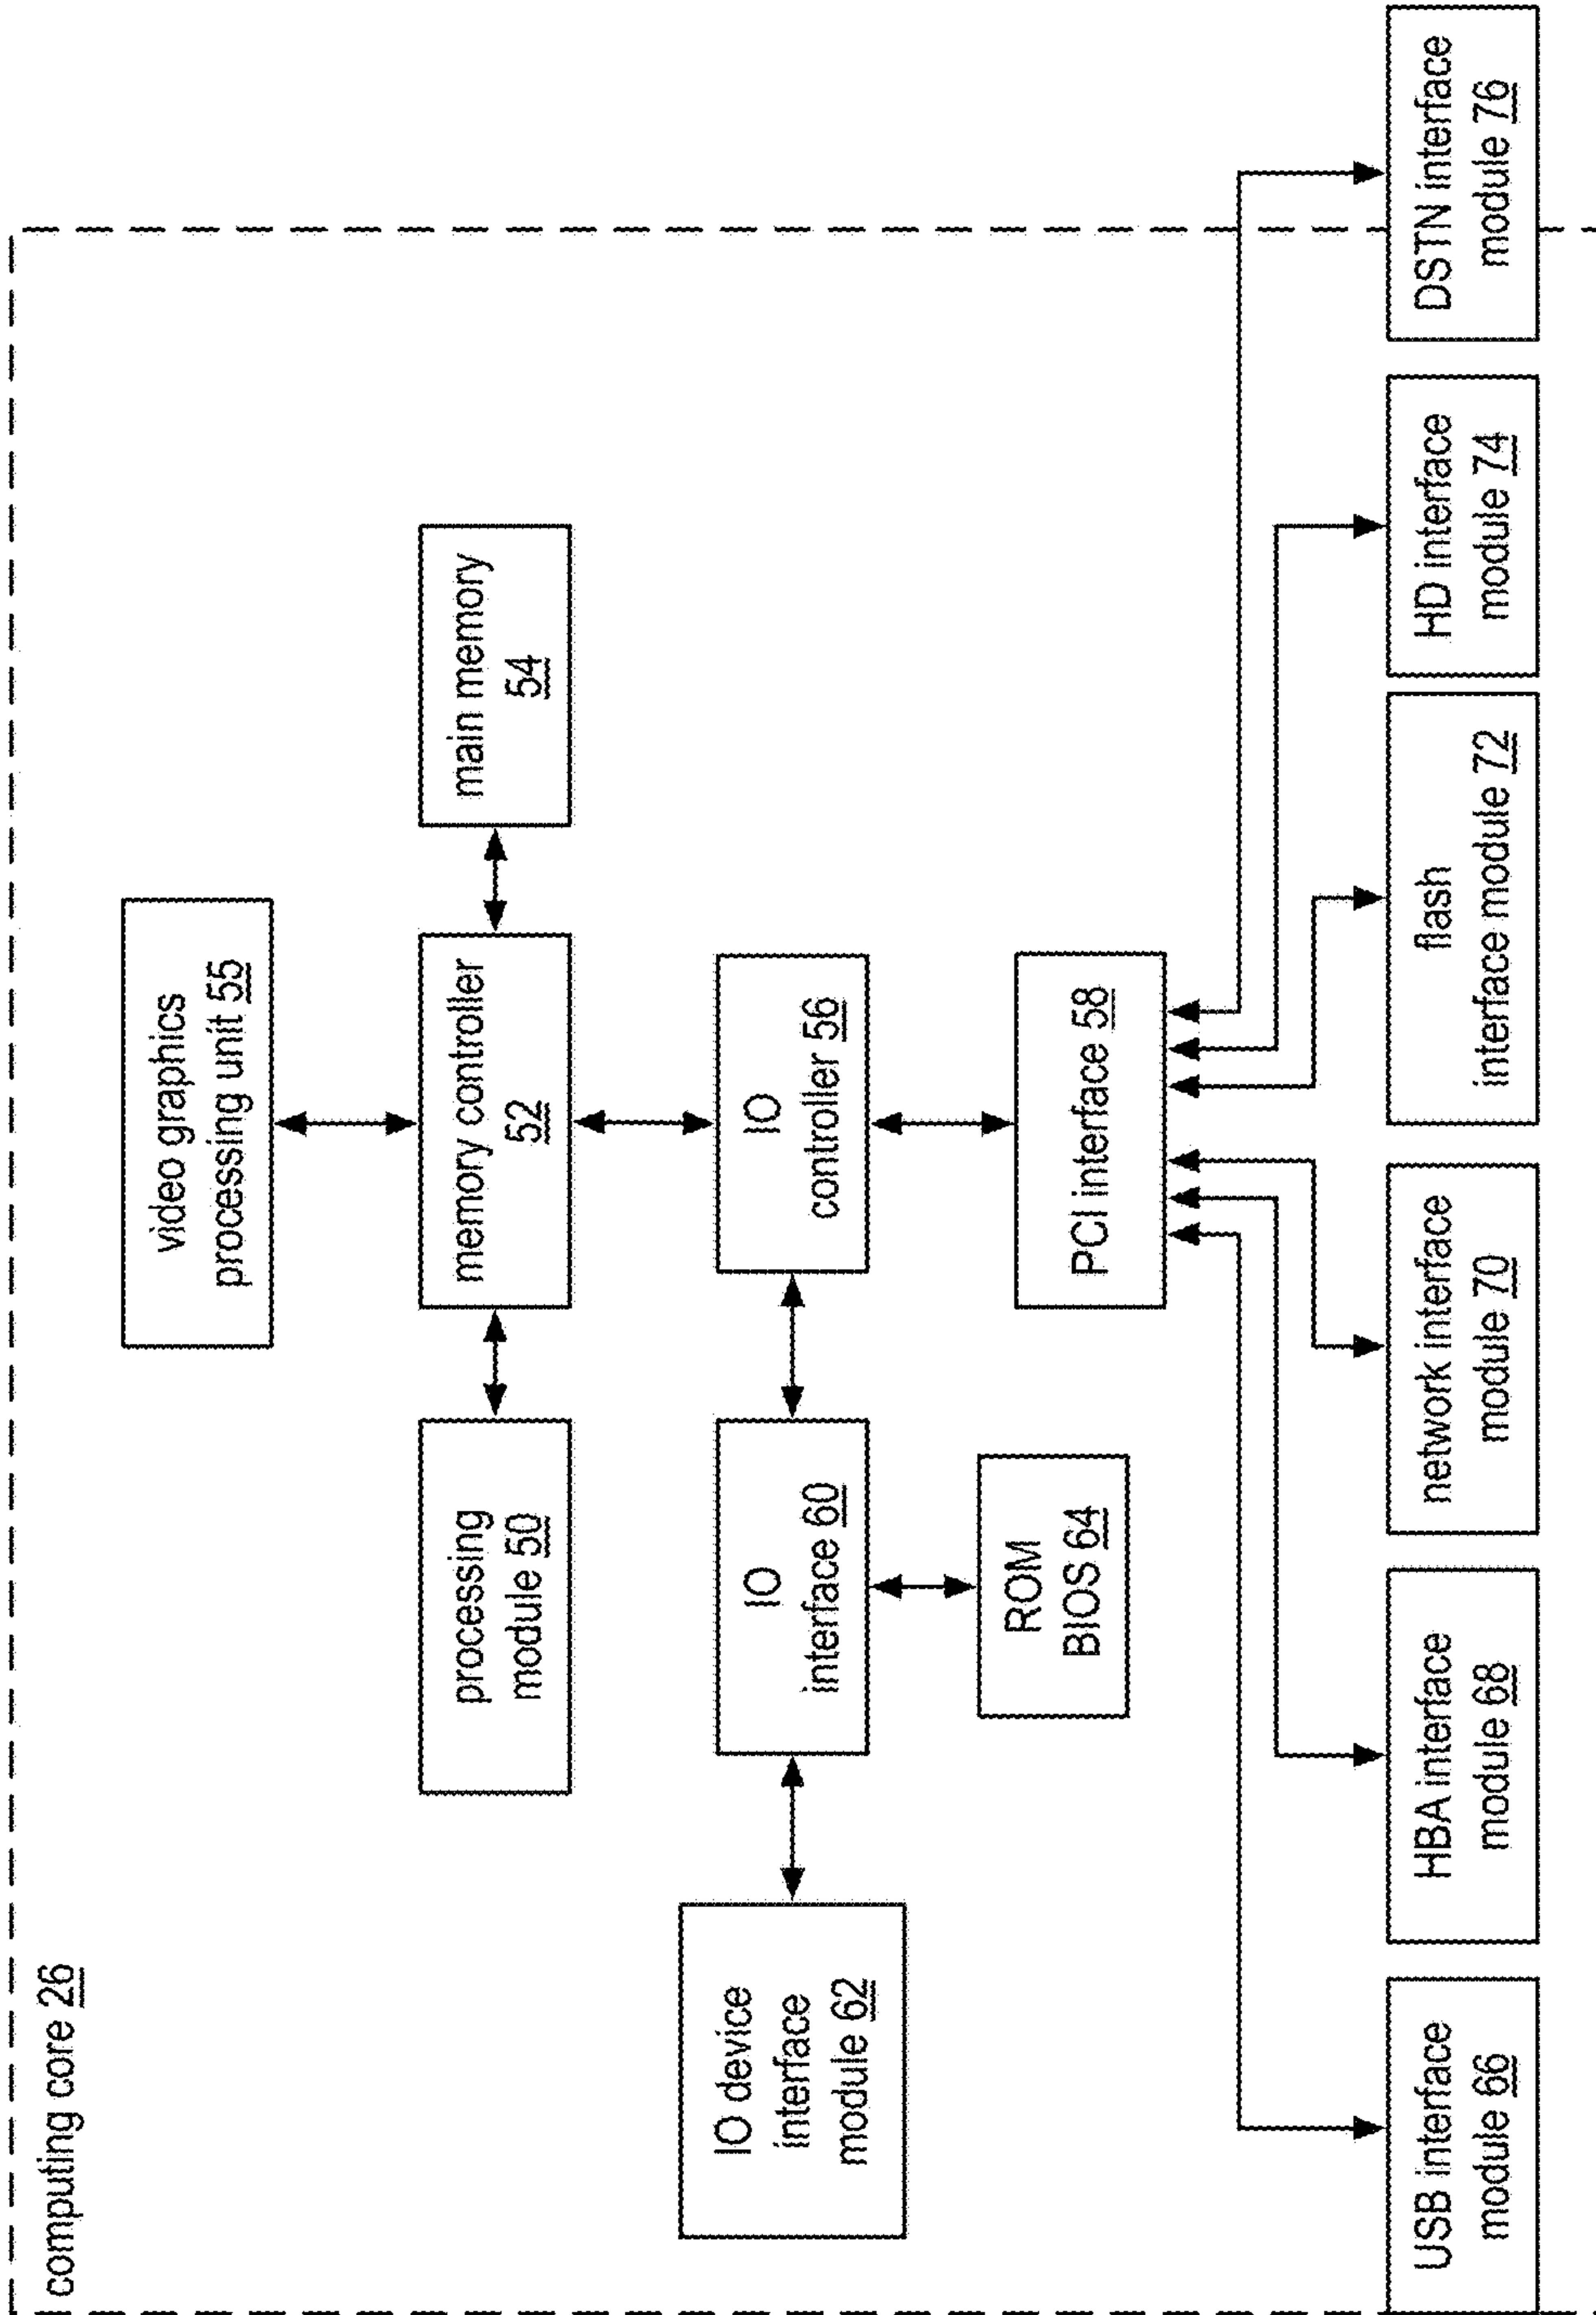 computing core 26
video graphics
processing unit 55
processing
module 50
memory controller
52
main memory
54
IO device
interface
module 62
IO
interface 60
IO
controller 56
ROM
BIOS 64
PCI interface 58
USB interface
module 66
HBA interface
module 68
network interface
module 70
flash
interface module 72
HD interface
module 74
DSTN interface
module 76